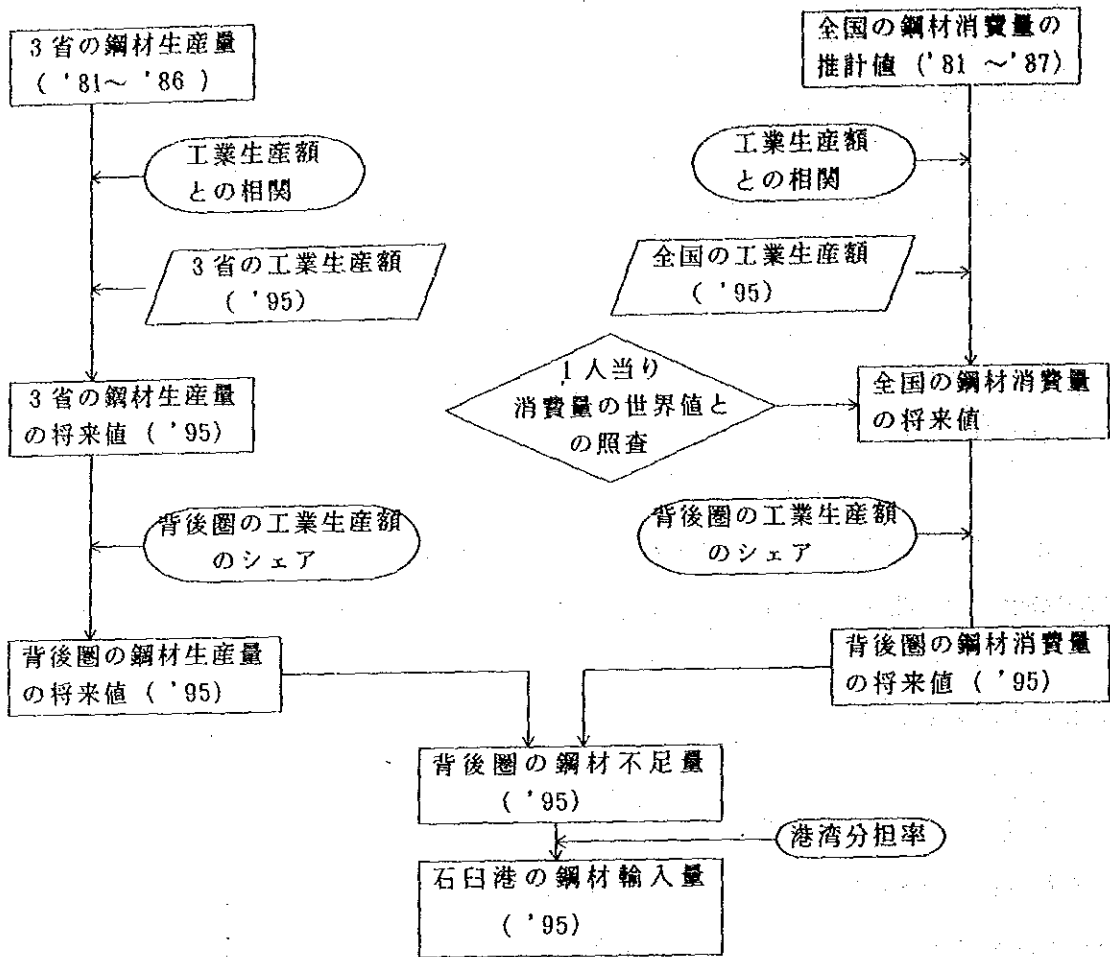 3省の鋼材生産量
( '81～ '86 )
全国の鋼材消費量の
推計値 ('81 ～'87)
工業生産額
との相関
工業生産額
との相関
3省の工業生産額
( '95)
全国の工業生産額
( '95)
1人当り
消費量の世界値と
の照査
3省の鋼材生産量
の将来値 ( '95)
全国の鋼材消費量
の将来値
背後圏の工業生産額
のシェア
背後圏の工業生産額
のシェア
背後圏の鋼材生産量
の将来値 ( '95)
背後圏の鋼材消費量
の将来値 ( '95)
背後圏の鋼材不足量
( '95)
港湾分担率
石臼港の鋼材輸入量
( '95)